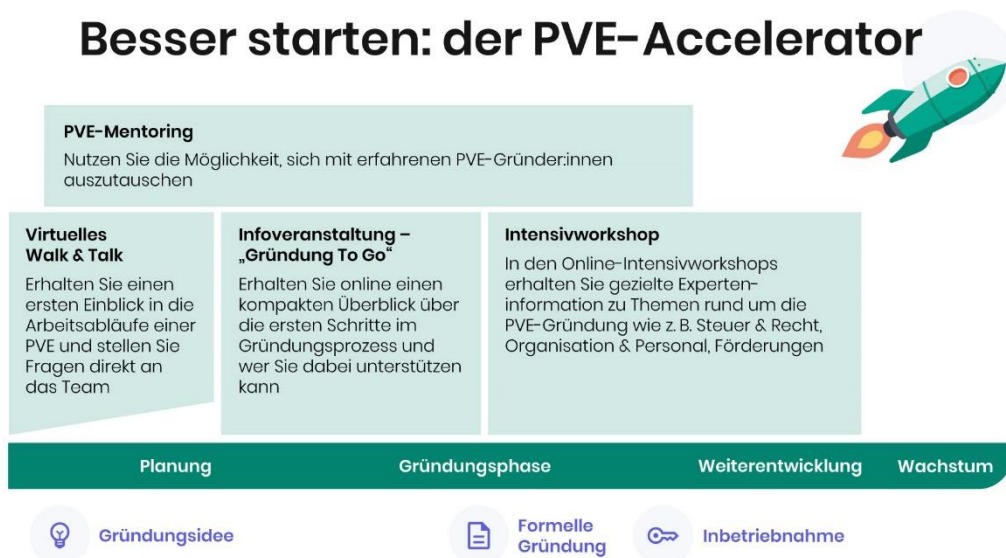 Besser starten: der PVE-Accelerator
PVE-Mentoring
Nutzen Sie die Möglichkeit, sich mit erfahrenen PVE-Gründer:innen
auszutauschen
Virtuelles
Walk & Talk
Erhalten Sie einen
ersten Einblick in die
Arbeitsabläufe einer
PVE und stellen Sie
Fragen direkt an
das Team
Infoveranstaltung –
„Gründung To Go“
Erhalten Sie online einen
kompakten Überblick über
die ersten Schritte im
Gründungsprozess und
wer Sie dabei unterstützen
kann
Intensivworkshop
In den Online-Intensivworkshops
erhalten Sie gezielte Experten-
information zu Themen rund um die
PVE-Gründung wie z. B. Steuer & Recht,
Organisation & Personal, Förderungen
Planung
Gründungsphase
Weiterentwicklung
Wachstum
Gründungsidee
Formelle
Gründung
Inbetriebnahme